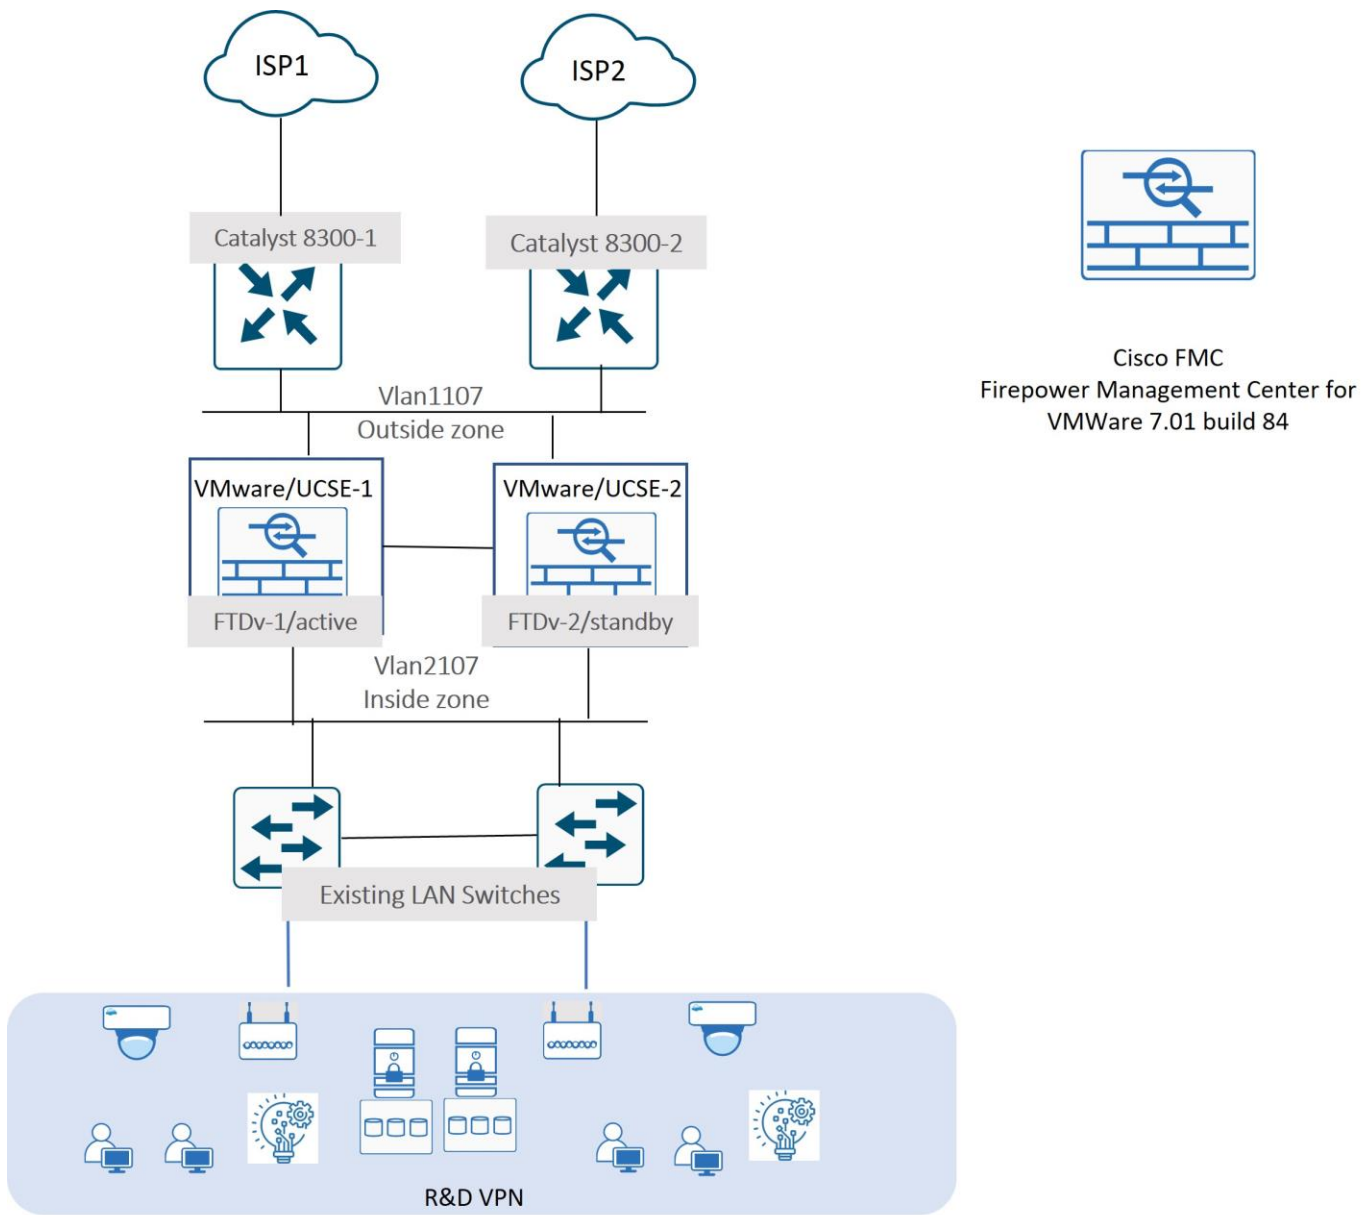 ISP1
ISP2
Catalyst 8300-1
Catalyst 8300-2
Cisco FMC
Firepower Management Center for
VMWare 7.01 build 84
Vlan1107
Outside zone
VMware/UCSE-1
VMware/UCSE-2
FTDv-1/active
FTDv-2/standby
Vlan2107
Inside zone
Existing LAN Switches
R&D VPN